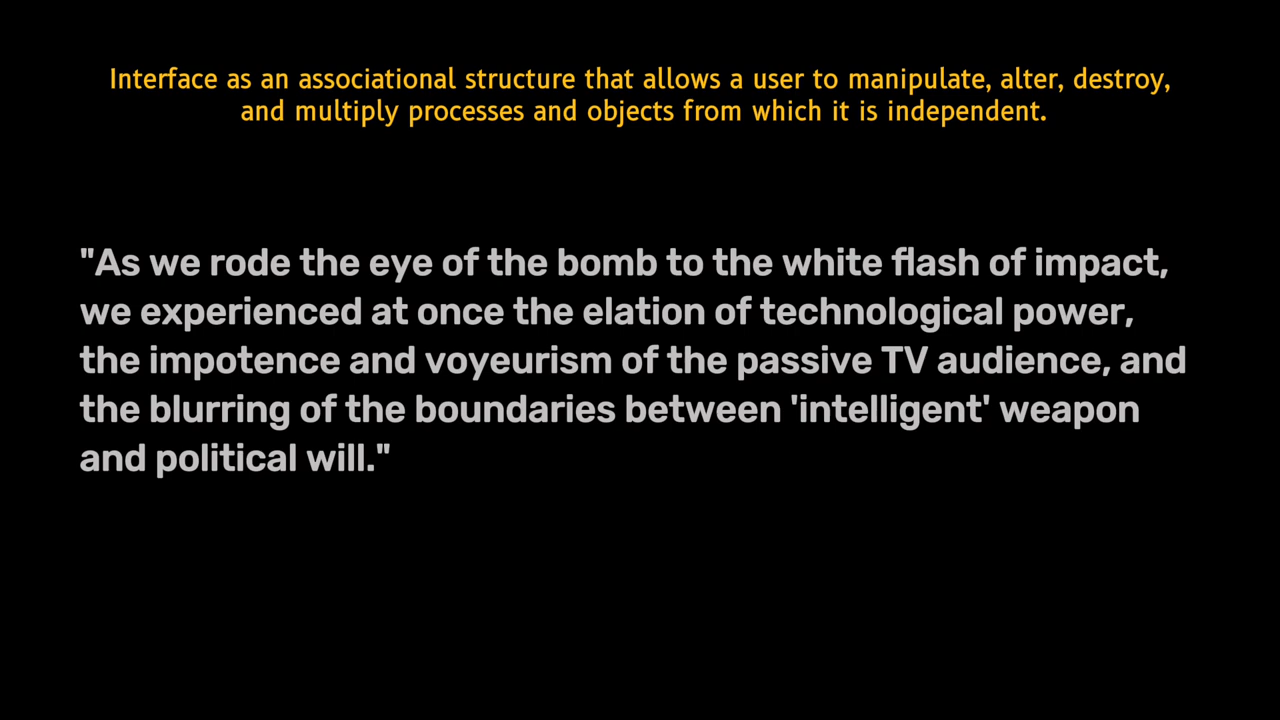 Interface as an associational structure that allows a user to manipulate, alter, destroy,
and multiply processes and objects from which it is independent.
"As we rode the eye of the bomb to the white flash of impact,
we experienced at once the elation of technological power,
the impotence and voyeurism of the passive TV audience, and
the blurring of the boundaries between 'intelligent' weapon
and political will."